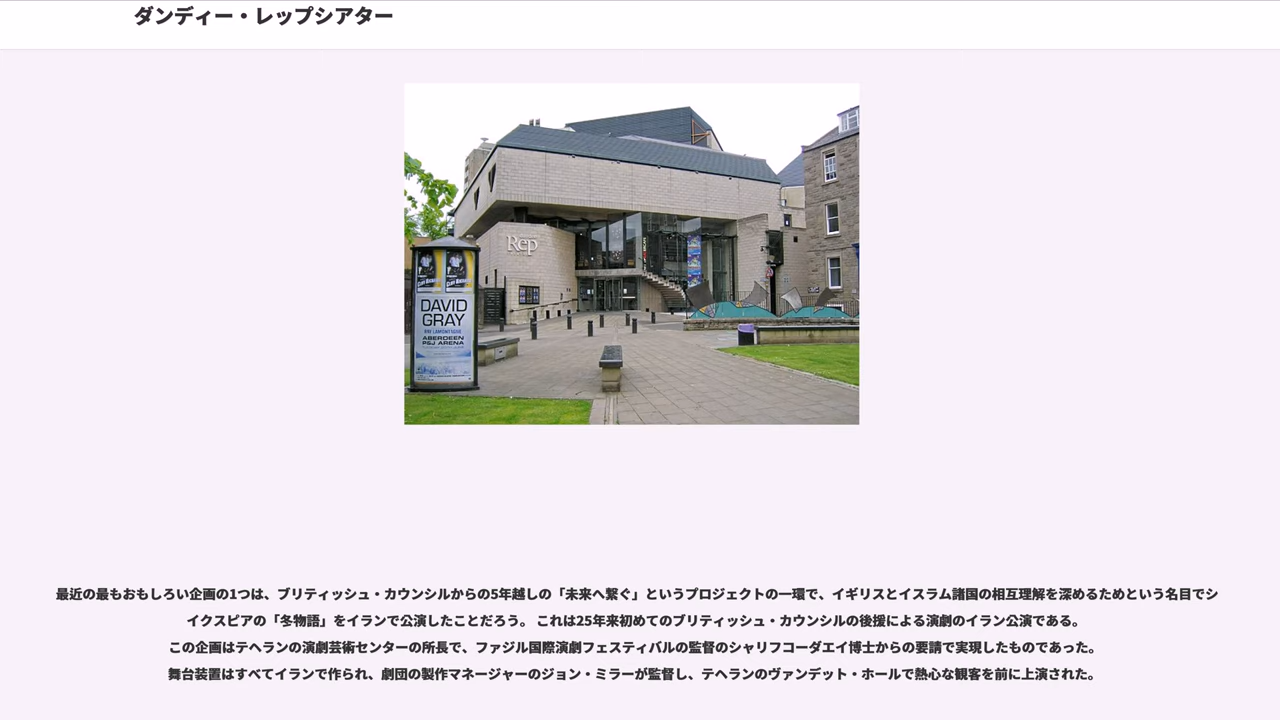 ダンディー・レップシアター
Rep
DAVID
GRAY
ABERDEEN
P&J ARENA
最近の最もおもしろい企画の1つは、ブリティッシュ・カウンシルからの5年越しの「未来へ繋ぐ」というプロジェクトの一環で、イギリスとイスラム諸国の相互理解を深めるためという名目でシ
イクスピアの「冬物語」をイランで公演したことだろう。 これは25年来初めてのブリティッシュ・カウンシルの後援による演劇のイラン公演である。
この企画はテヘランの演劇芸術センターの所長で、ファジル国際演劇フェスティバルの監督のシャリフコーダエイ博士からの要請で実現したものであった。
舞台装置はすべてイランで作られ、劇団の製作マネージャーのジョン・ミラーが監督し、テヘランのヴァンデット・ホールで熱心な観客を前に上演された。